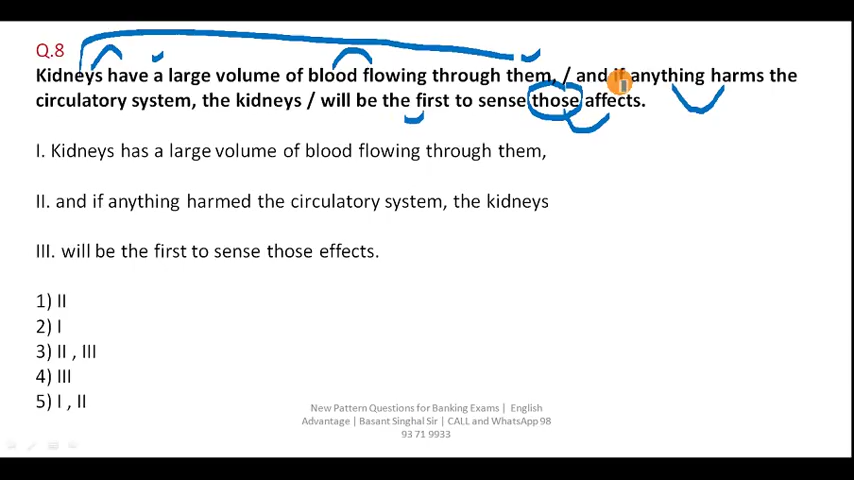 Q.8
Kidneys have a large volume of blood flowing through them, / and if anything harms the
circulatory system, the kidneys / will be the first to sense those affects.
I. Kidneys has a large volume of blood flowing through them,
II. and if anything harmed the circulatory system, the kidneys
III. will be the first to sense those effects.
1) II
2) I
3) II , III
4) III
5) I , II
New Pattern Questions for Banking Exams | English
Advantage | Basant Singhal Sir | CALL and WhatsApp 98
93 71 9933